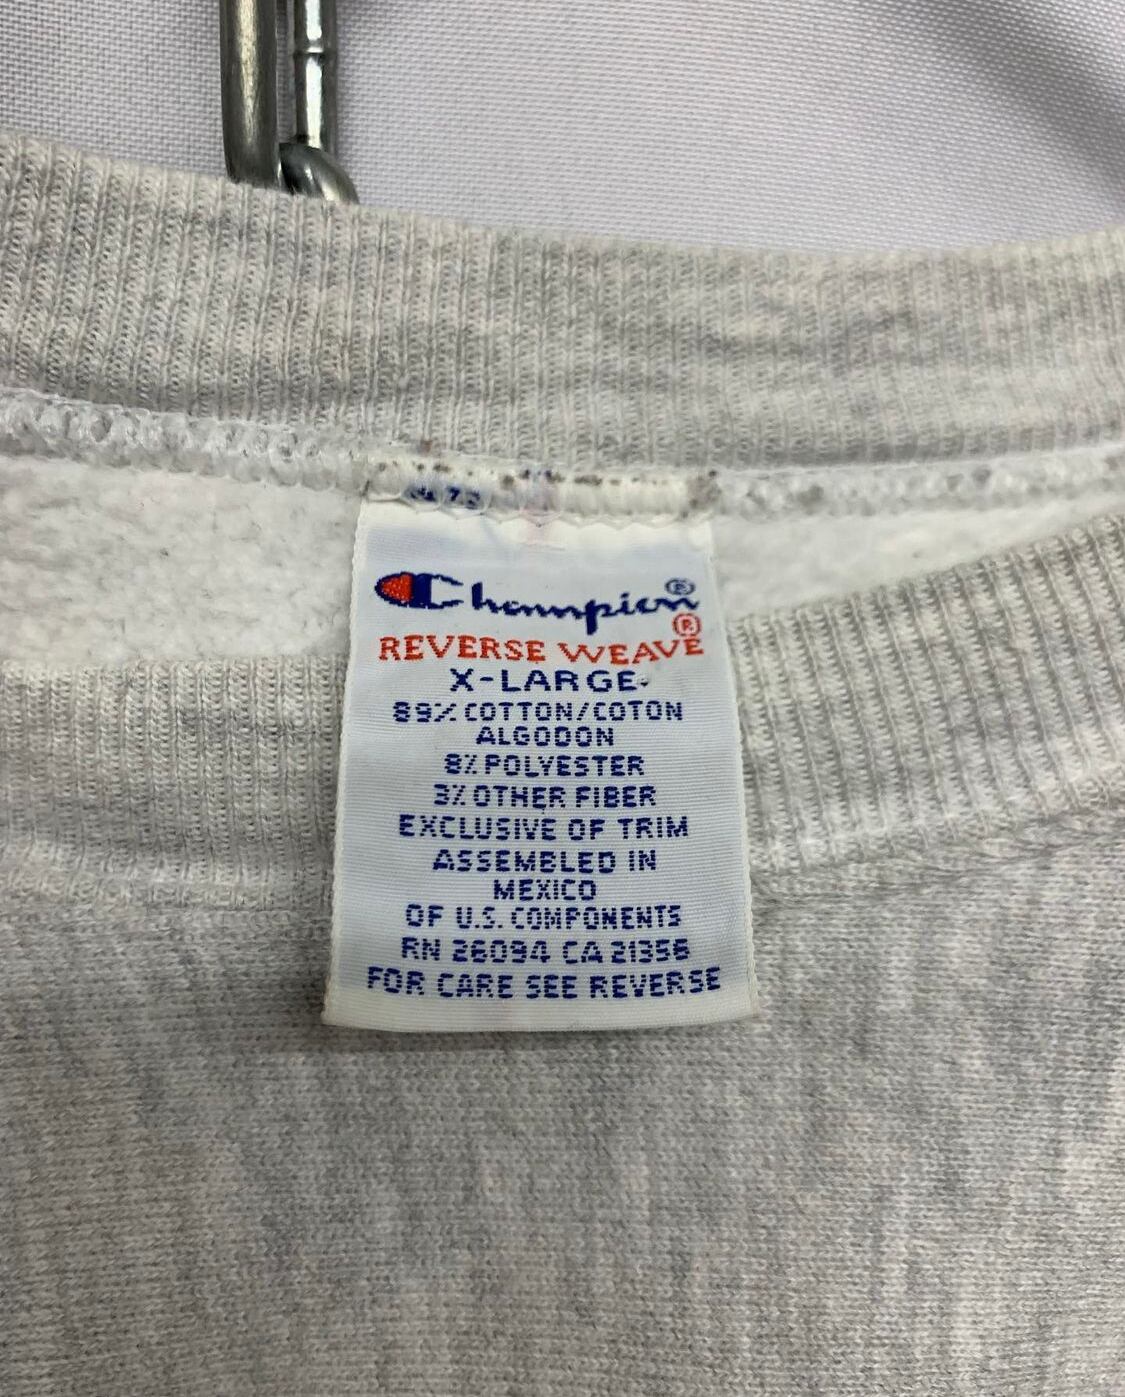 Champion®
REVERSE WEAVE®
X-LARGE
89% COTTON/COTON
ALGODON
8% POLYESTER
3% OTHER FIBER
EXCLUSIVE OF TRIM
ASSEMBLED IN
MEXICO
OF U.S. COMPONENTS
RN 26094 CA 21356
FOR CARE SEE REVERSE